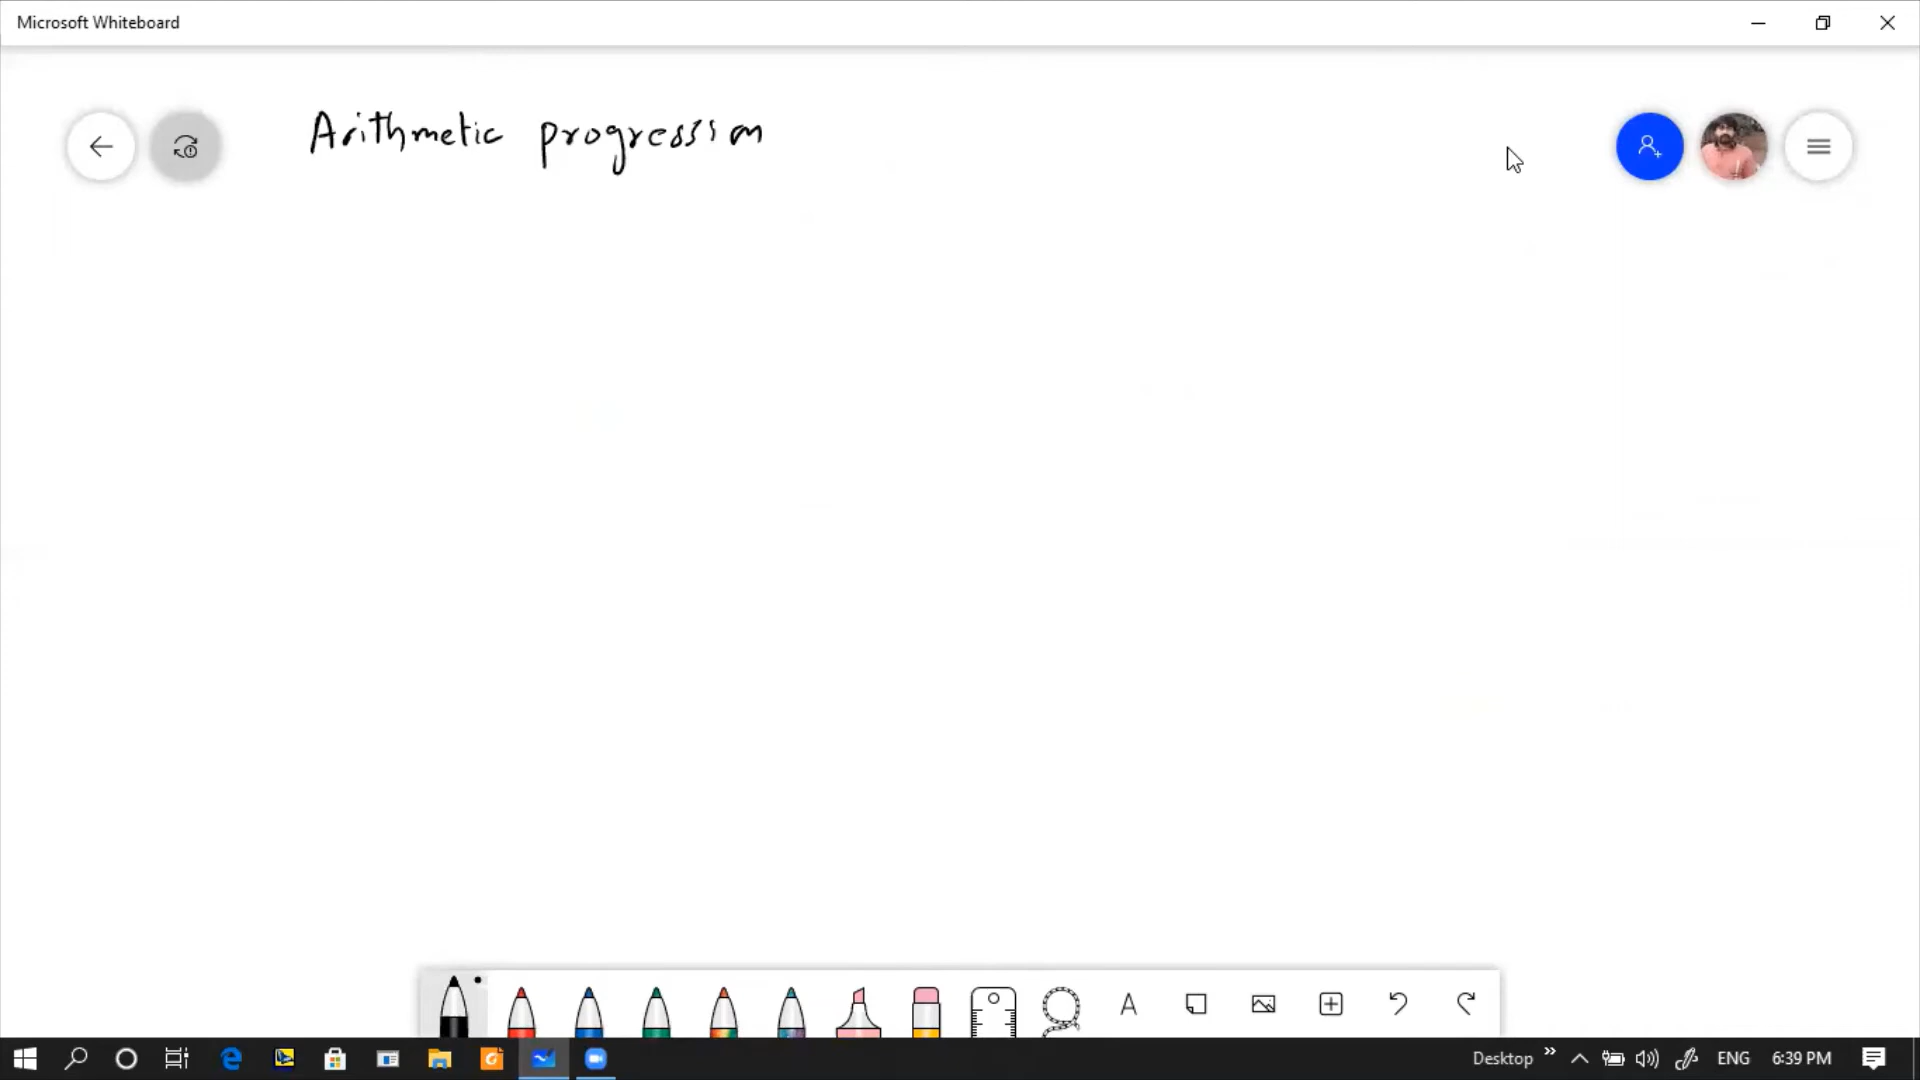 Microsoft Whiteboard
Arithmetic progression
A
Desktop » ENG 6:39 PM